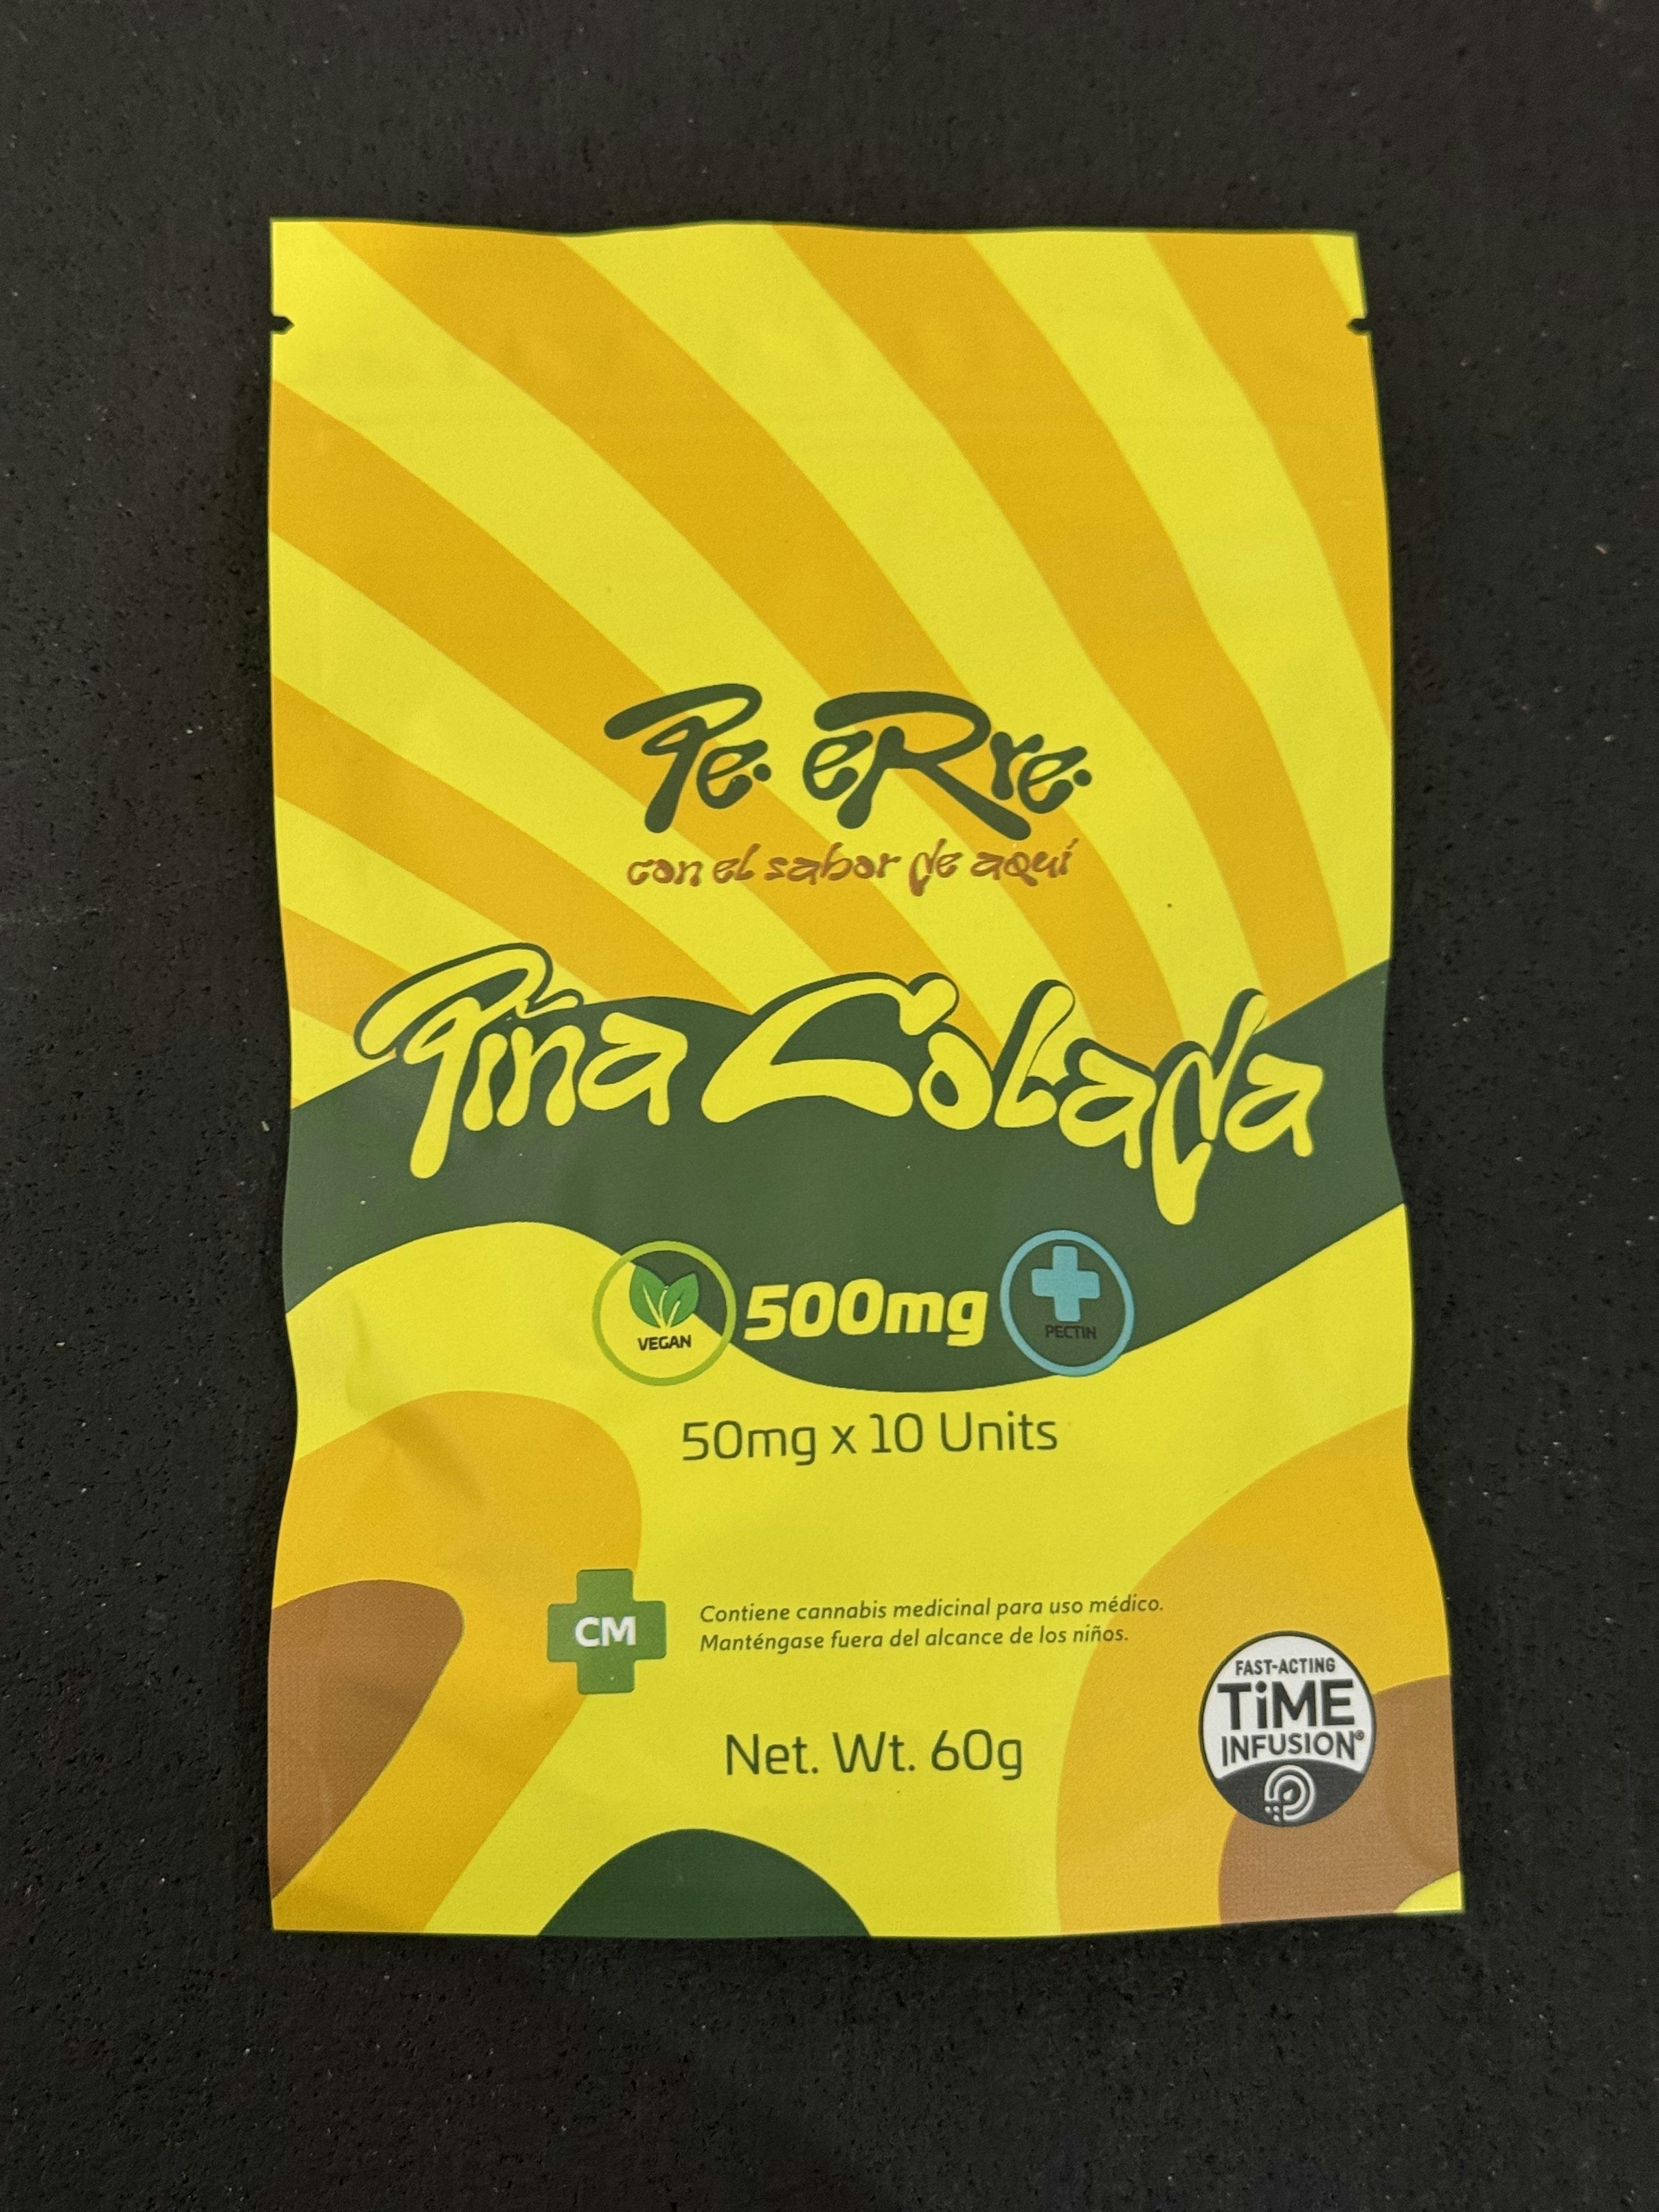 Pe. eRre.
con el sabor de aquí
Piña Colada
VEGAN
500mg
PECTIN
50mg x 10 Units
CM
Contiene cannabis medicinal para uso médico.
Manténgase fuera del alcance de los niños.
FAST-ACTING
TiME
INFUSION®
Net. Wt. 60g